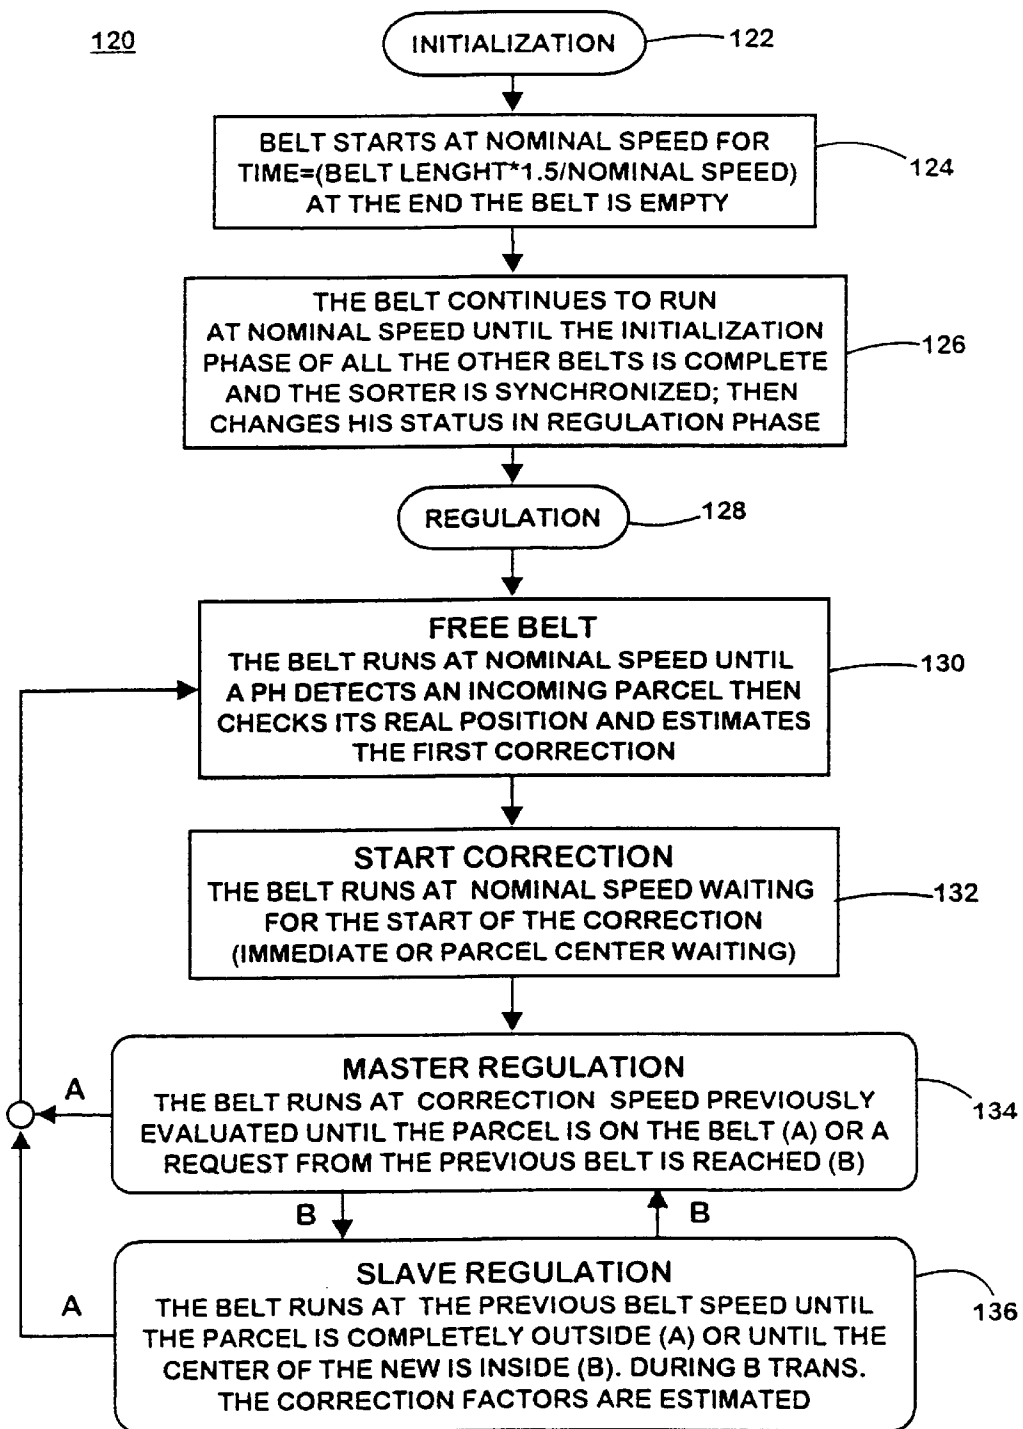 120
INITIALIZATION
122
BELT STARTS AT NOMINAL SPEED FOR
TIME=(BELT LENGHT*1.5/NOMINAL SPEED)
AT THE END THE BELT IS EMPTY
124
THE BELT CONTINUES TO RUN
AT NOMINAL SPEED UNTIL THE INITIALIZATION
PHASE OF ALL THE OTHER BELTS IS COMPLETE
AND THE SORTER IS SYNCHRONIZED; THEN
CHANGES HIS STATUS IN REGULATION PHASE
126
REGULATION
128
FREE BELT
THE BELT RUNS AT NOMINAL SPEED UNTIL
A PH DETECTS AN INCOMING PARCEL THEN
CHECKS ITS REAL POSITION AND ESTIMATES
THE FIRST CORRECTION
130
START CORRECTION
THE BELT RUNS AT NOMINAL SPEED WAITING
FOR THE START OF THE CORRECTION
(IMMEDIATE OR PARCEL CENTER WAITING)
132
MASTER REGULATION
THE BELT RUNS AT CORRECTION SPEED PREVIOUSLY
EVALUATED UNTIL THE PARCEL IS ON THE BELT (A) OR A
REQUEST FROM THE PREVIOUS BELT IS REACHED (B)
134
A
B
B
SLAVE REGULATION
THE BELT RUNS AT THE PREVIOUS BELT SPEED UNTIL
THE PARCEL IS COMPLETELY OUTSIDE (A) OR UNTIL THE
CENTER OF THE NEW IS INSIDE (B). DURING B TRANS.
THE CORRECTION FACTORS ARE ESTIMATED
136
A